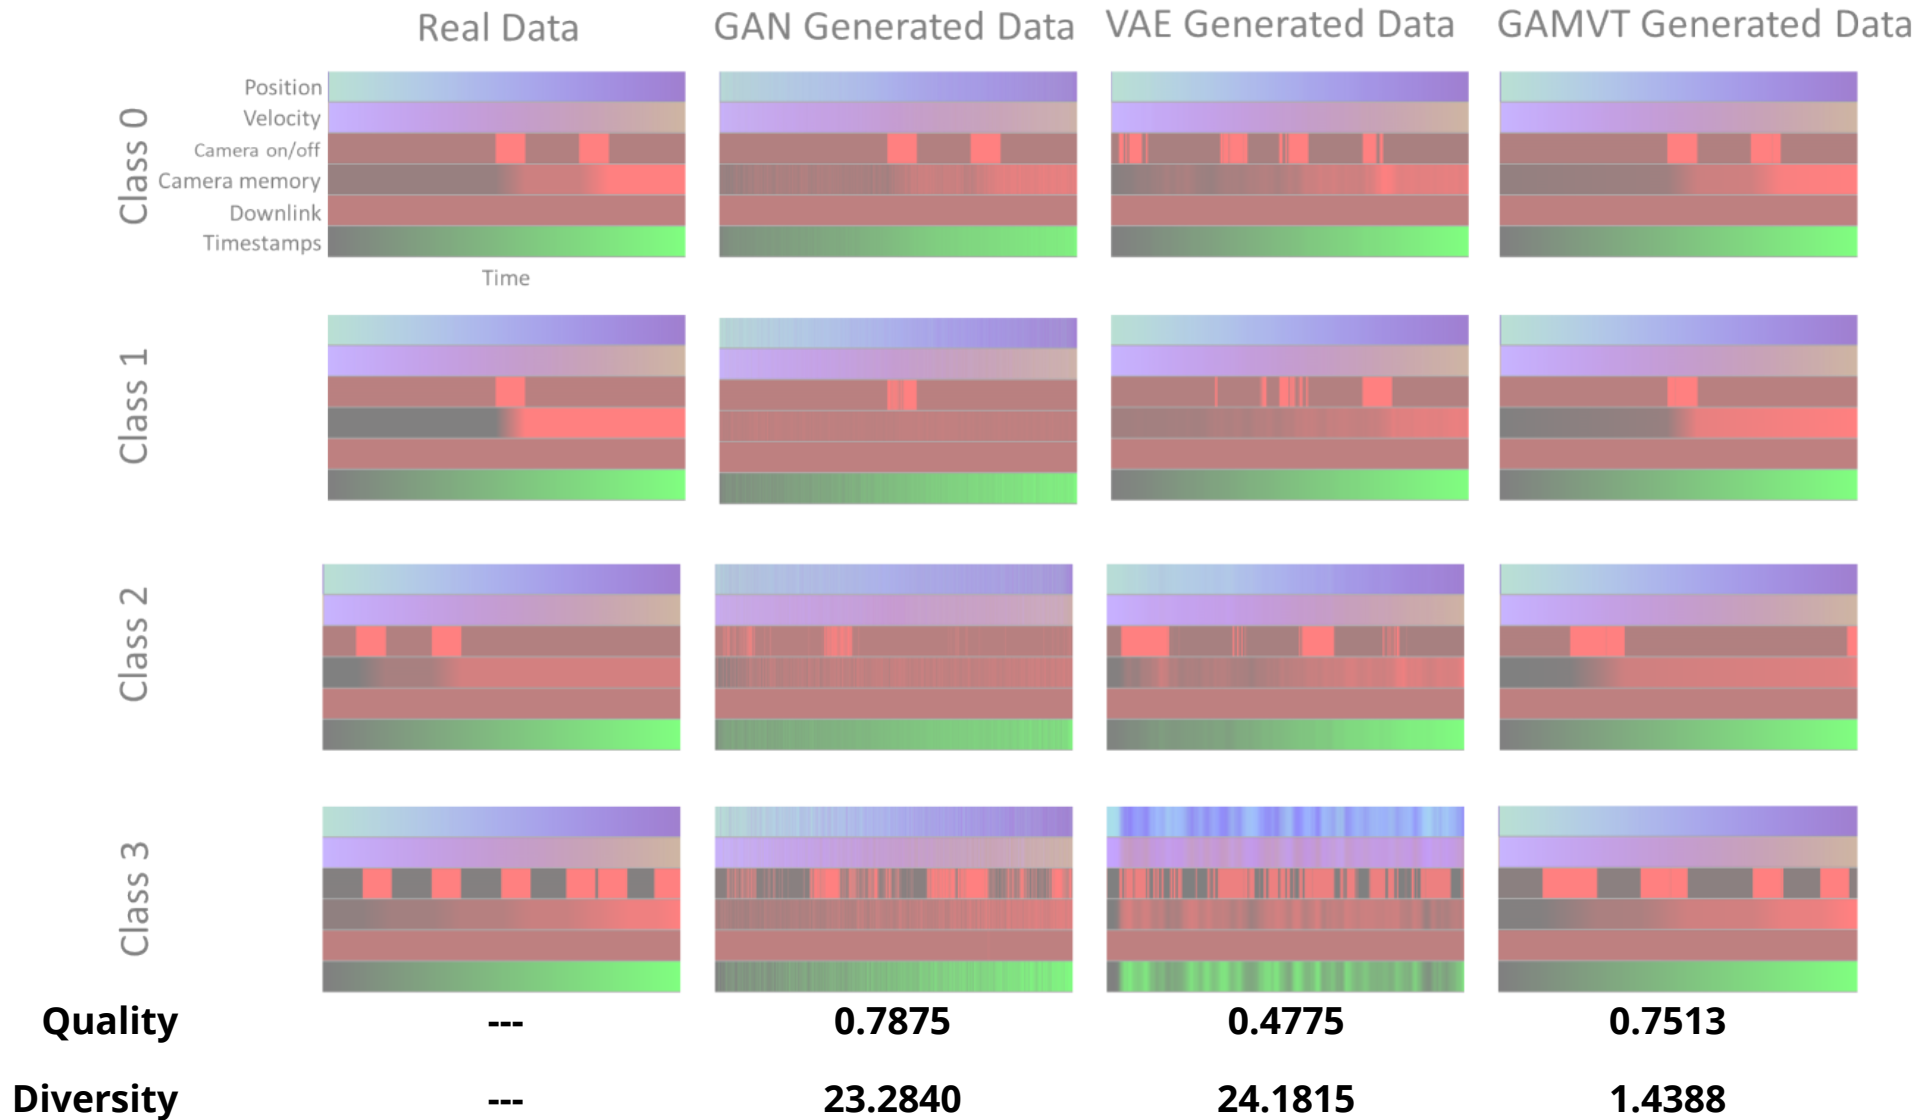 Real Data
GAN Generated Data
VAE Generated Data
GAMVT Generated Data
Class 0
Position
Velocity
Camera on/off
Camera memory
Downlink
Timestamps
Time
Class 1
Class 2
Class 3
Quality --- 0.7875 0.4775 0.7513
Diversity --- 23.2840 24.1815 1.4388